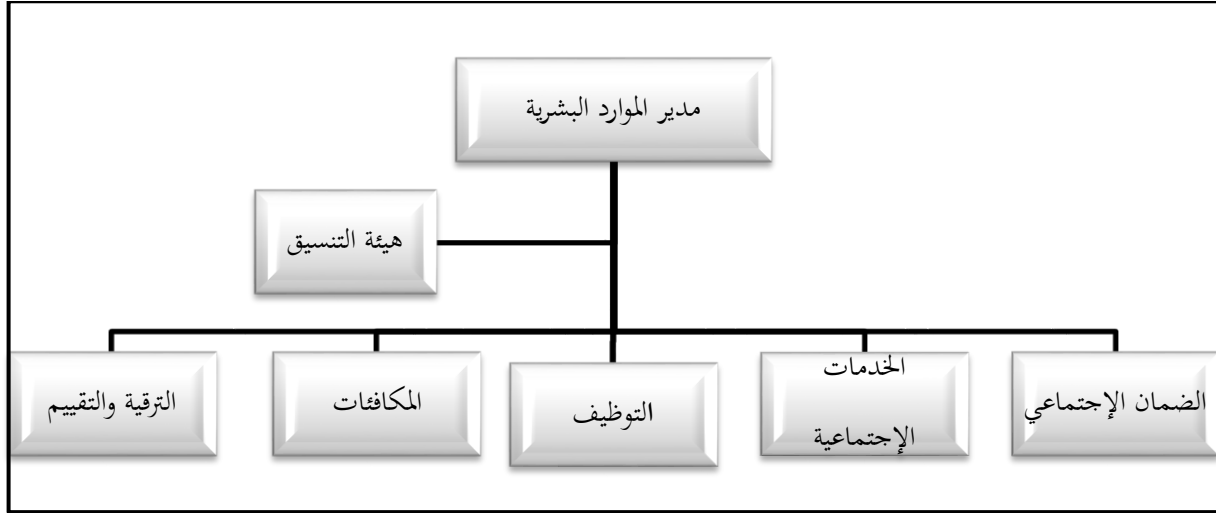 مدير الموارد البشرية
هيئة التنسيق
الضمان الإجتماعي
الخدمات
الإجتماعية
التوظيف
المكافئات
الترقية والتقييم